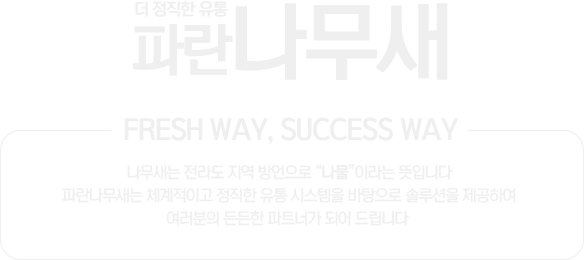 더 정직한 유통
파란나무새
FRESH WAY, SUCCESS WAY
나무새는 전라도 지역 방언으로 "나물"이라는 뜻입니다
파란나무새는 체계적이고 정직한 유통 시스템을 바탕으로 솔루션을 제공하여
여러분의 든든한 파트너가 되어 드립니다